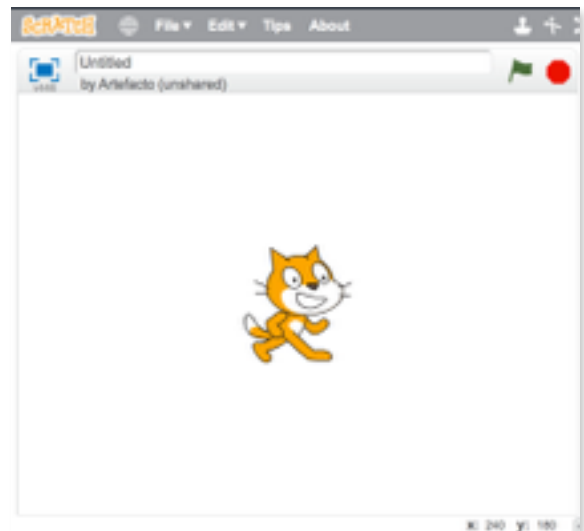 SCRATCH File Edit Tips About
Untitled
by Artefacto (unshared)
x: 240 y: 180